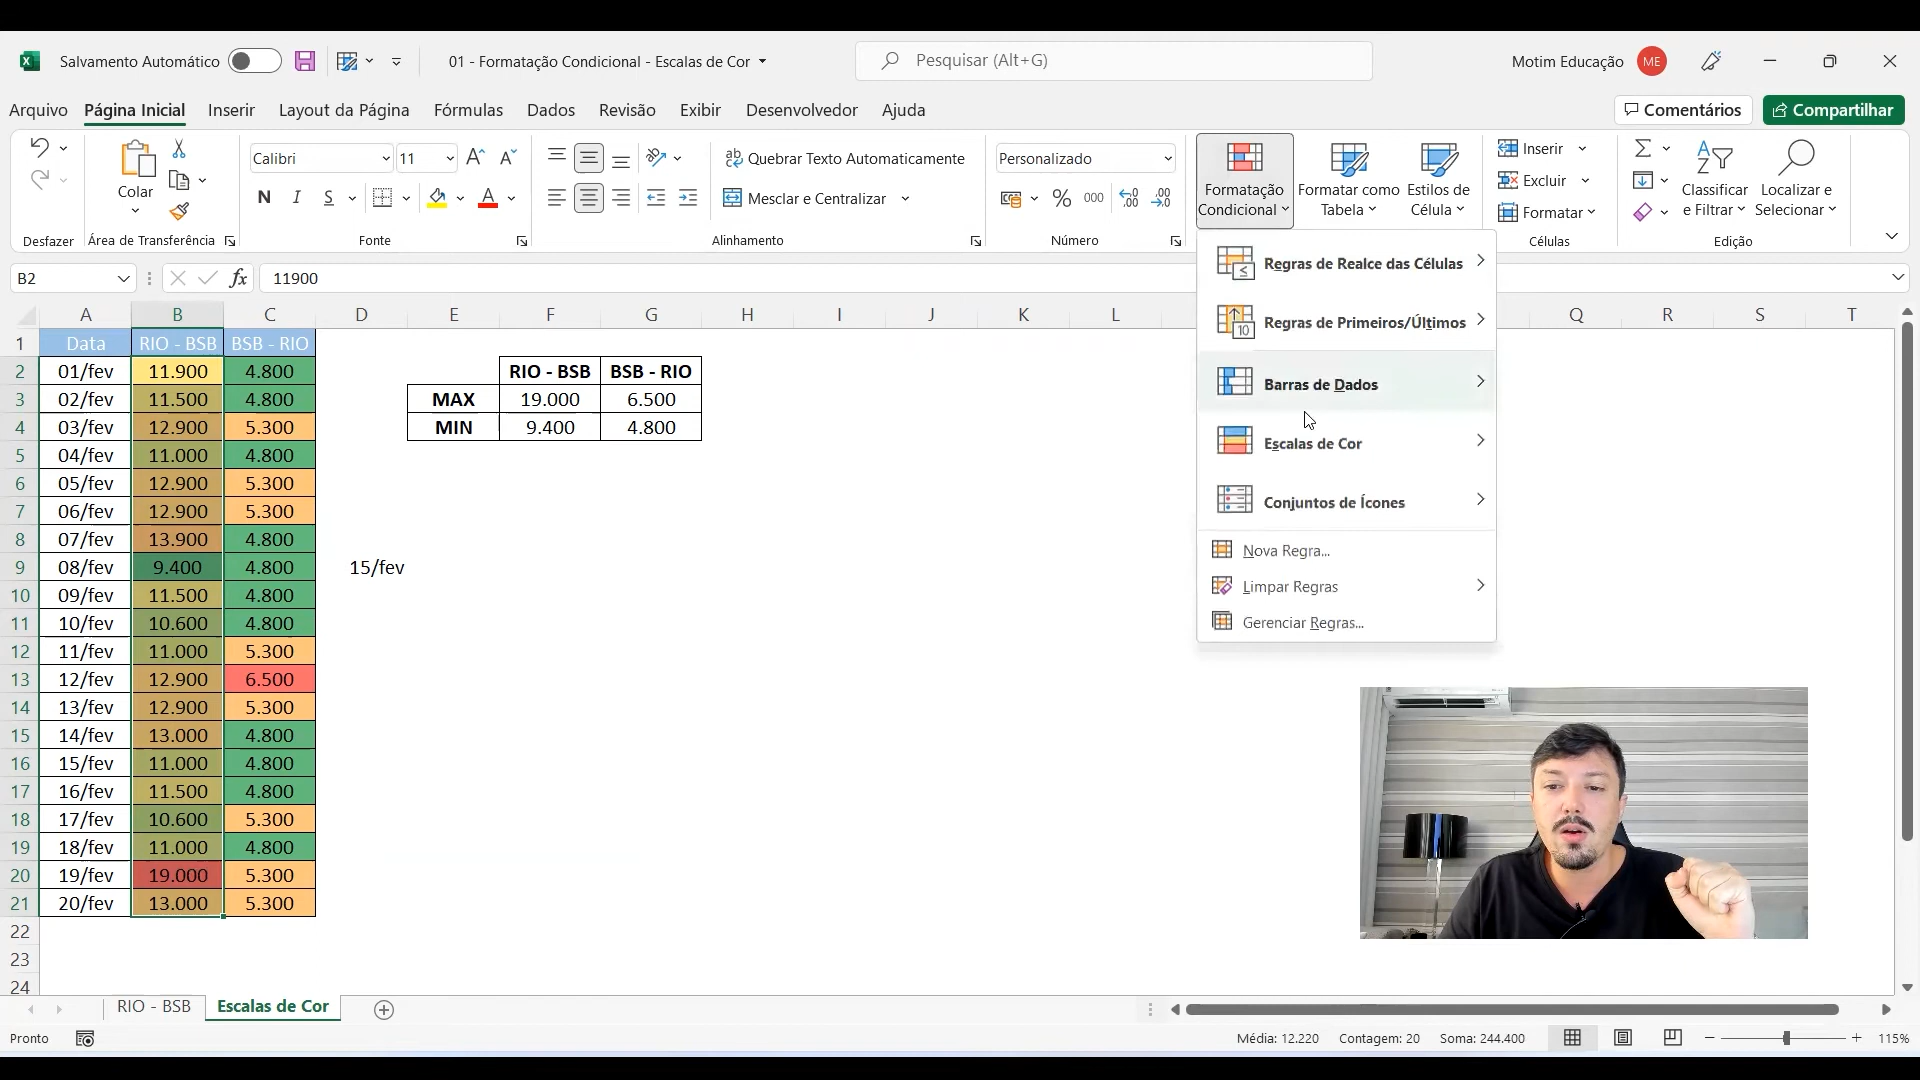 Salvamento Automático
01 - Formatação Condicional - Escalas de Cor
Pesquisar (Alt+G)
Motim Educação ME
Arquivo Página Inicial Inserir Layout da Página Fórmulas Dados Revisão Exibir Desenvolvedor Ajuda Comentários Compartilhar
Colar
Calibri 11
N I S A
ab Quebrar Texto Automaticamente
Mesclar e Centralizar
Personalizado
% 000
Formatação Condicional
Formatar como Tabela
Estilos de Célula
Inserir
Excluir
Formatar
Classificar e Filtrar
Localizar e Selecionar
Desfazer Área de Transferência Fonte Alinhamento Número Células Edição
B2 fx 11900
A B C D E F G H I J K L Q R S T
1 Data RIO - BSB BSB - RIO
2 01/fev 11.900 4.800 RIO - BSB BSB - RIO
3 02/fev 11.500 4.800 MAX 19.000 6.500
4 03/fev 12.900 5.300 MIN 9.400 4.800
5 04/fev 11.000 4.800
6 05/fev 12.900 5.300
7 06/fev 12.900 5.300
8 07/fev 13.900 4.800
9 08/fev 9.400 4.800 15/fev
10 09/fev 11.500 4.800
11 10/fev 10.600 4.800
12 11/fev 11.000 5.300
13 12/fev 12.900 6.500
14 13/fev 12.900 5.300
15 14/fev 13.000 4.800
16 15/fev 11.000 4.800
17 16/fev 11.500 4.800
18 17/fev 10.600 5.300
19 18/fev 11.000 4.800
20 19/fev 19.000 5.300
21 20/fev 13.000 5.300
22
23
24
Regras de Realce das Células
Regras de Primeiros/Últimos
Barras de Dados
Escalas de Cor
Conjuntos de Ícones
Nova Regra...
Limpar Regras
Gerenciar Regras...
RIO - BSB Escalas de Cor
Pronto Média: 12.220 Contagem: 20 Soma: 244.400 115%